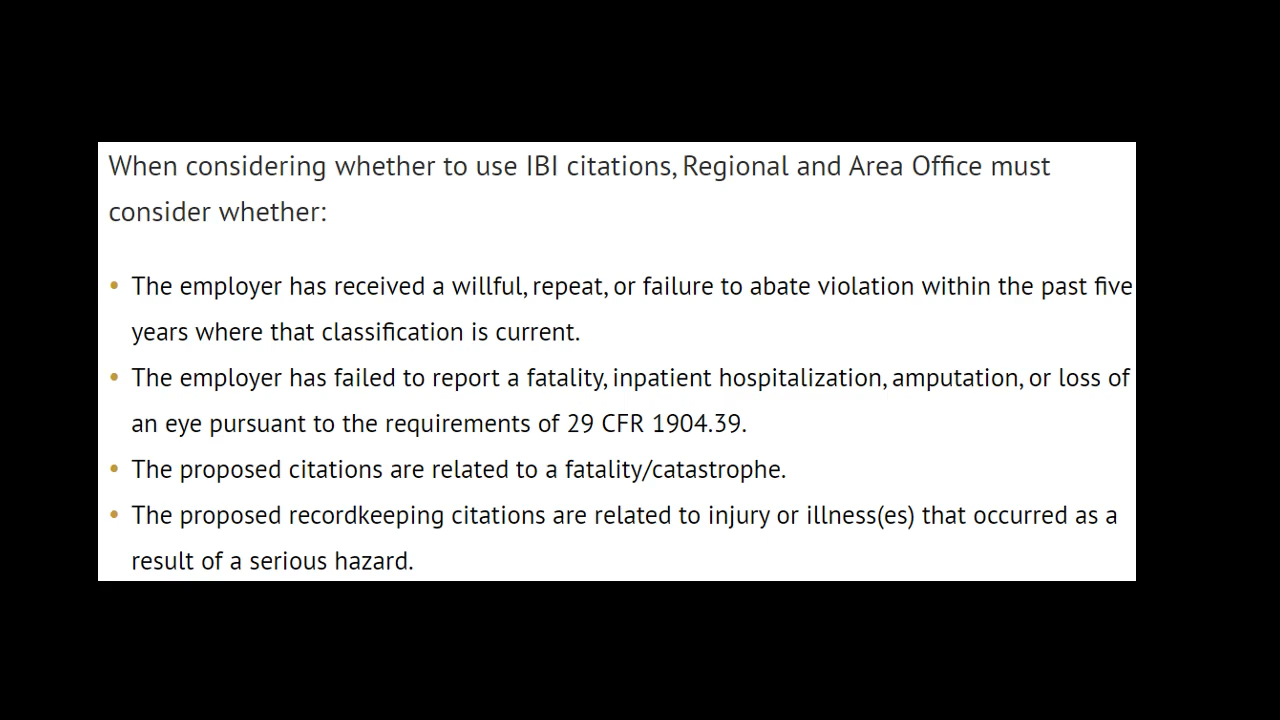 When considering whether to use IBI citations, Regional and Area Office must
consider whether:
• The employer has received a willful, repeat, or failure to abate violation within the past five
years where that classification is current.
• The employer has failed to report a fatality, inpatient hospitalization, amputation, or loss of
an eye pursuant to the requirements of 29 CFR 1904.39.
• The proposed citations are related to a fatality/catastrophe.
• The proposed recordkeeping citations are related to injury or illness(es) that occurred as a
result of a serious hazard.